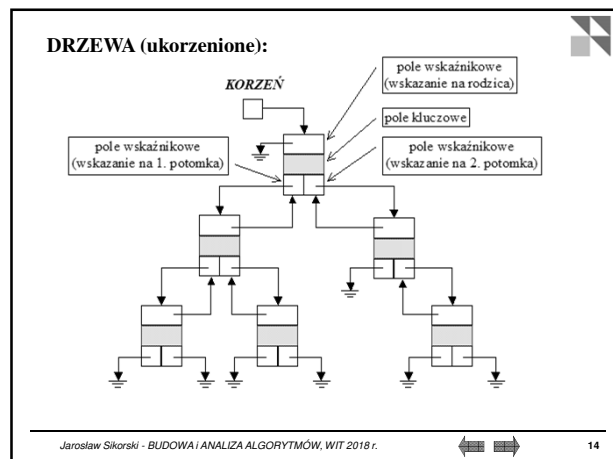 DRZEWA (ukorzenione):
KORZEŃ
pole wskaźnikowe
(wskazanie na rodzica)
pole kluczowe
pole wskaźnikowe
(wskazanie na 1. potomka)
pole wskaźnikowe
(wskazanie na 2. potomka)
Jarosław Sikorski - BUDOWA i ANALIZA ALGORYTMÓW, WIT 2018 r.
14